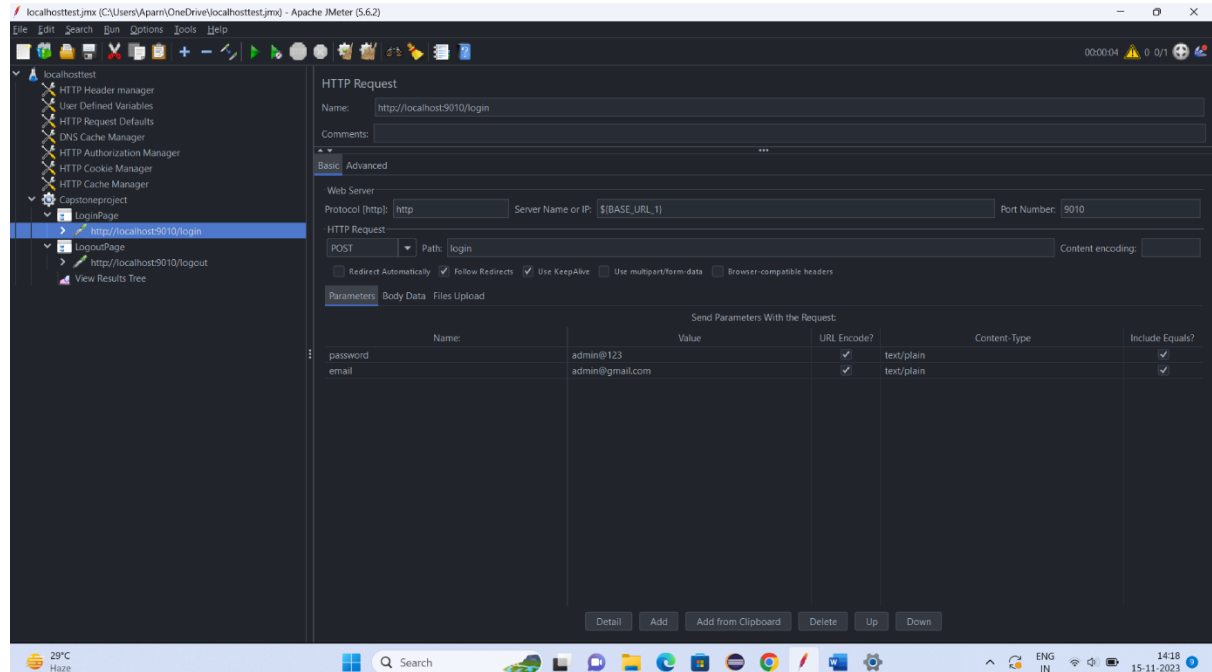 localhosttest.jmx (C:\Users\Aparn\OneDrive\localhosttest.jmx) - Apache JMeter (5.6.2)
File Edit Search Run Options Tools Help
00:00:04 0 0/1
localhosttest
HTTP Header manager
User Defined Variables
HTTP Request Defaults
DNS Cache Manager
HTTP Authorization Manager
HTTP Cookie Manager
HTTP Cache Manager
Capstoneproject
LoginPage
http://localhost:9010/login
LogoutPage
http://localhost:9010/logout
View Results Tree
HTTP Request
Name: http://localhost:9010/login
Comments:
Basic Advanced
Web Server
Protocol [http]: http Server Name or IP: ${BASE_URL_1} Port Number: 9010
HTTP Request
POST Path: login Content encoding:
Redirect Automatically Follow Redirects Use KeepAlive Use multipart/form-data Browser-compatible headers
Parameters Body Data Files Upload
Send Parameters With the Request:
Name: Value URL Encode? Content-Type Include Equals?
password admin@123 text/plain
email admin@gmail.com text/plain
Detail Add Add from Clipboard Delete Up Down
29°C
Haze
Search
ENG
IN
14:18
15-11-2023
9